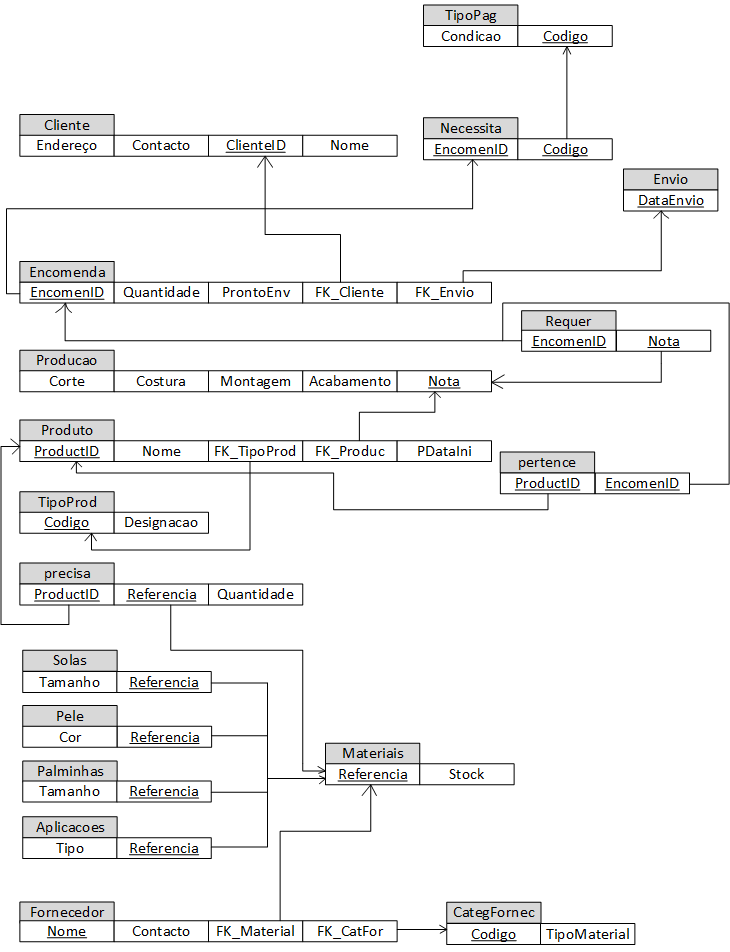 TipoPag
Condicao Codigo
Cliente
Endereço Contacto ClienteID Nome
Necessita
EncomenID Codigo
Envio
DataEnvio
Encomenda
EncomenID Quantidade ProntoEnv FK_Cliente FK_Envio
Requer
EncomenID Nota
Producao
Corte Costura Montagem Acabamento Nota
Produto
ProductID Nome FK_TipoProd FK_Produc PDataIni
pertence
ProductID EncomenID
TipoProd
Codigo Designacao
precisa
ProductID Referencia Quantidade
Solas
Tamanho Referencia
Pele
Cor Referencia
Materiais
Referencia Stock
Palminhas
Tamanho Referencia
Aplicacoes
Tipo Referencia
Fornecedor
Nome Contacto FK_Material FK_CatFor
CategFornec
Codigo TipoMaterial